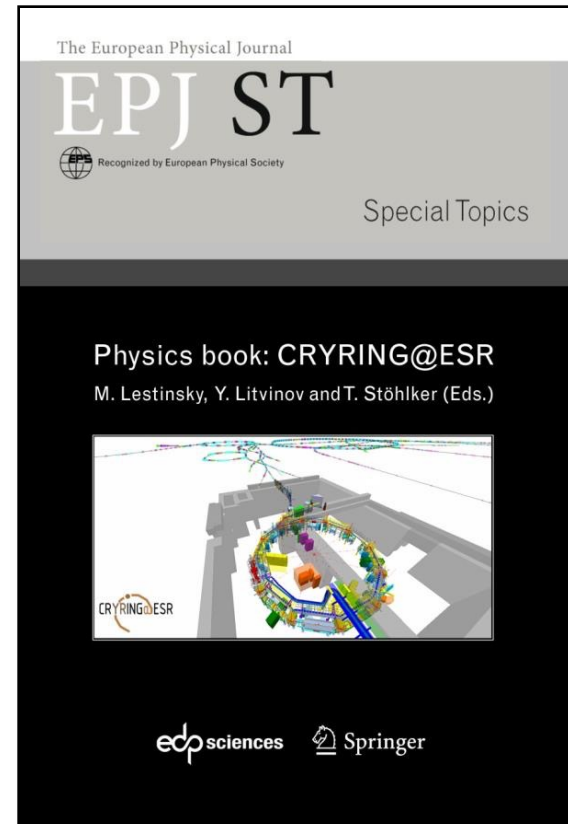 The European Physical Journal
EPJ ST
EPS Recognized by European Physical Society
Special Topics
Physics book: CRYRING@ESR
M. Lestinsky, Y. Litvinov and T. Stöhlker (Eds.)
CRYRING@ESR
edp sciences Springer